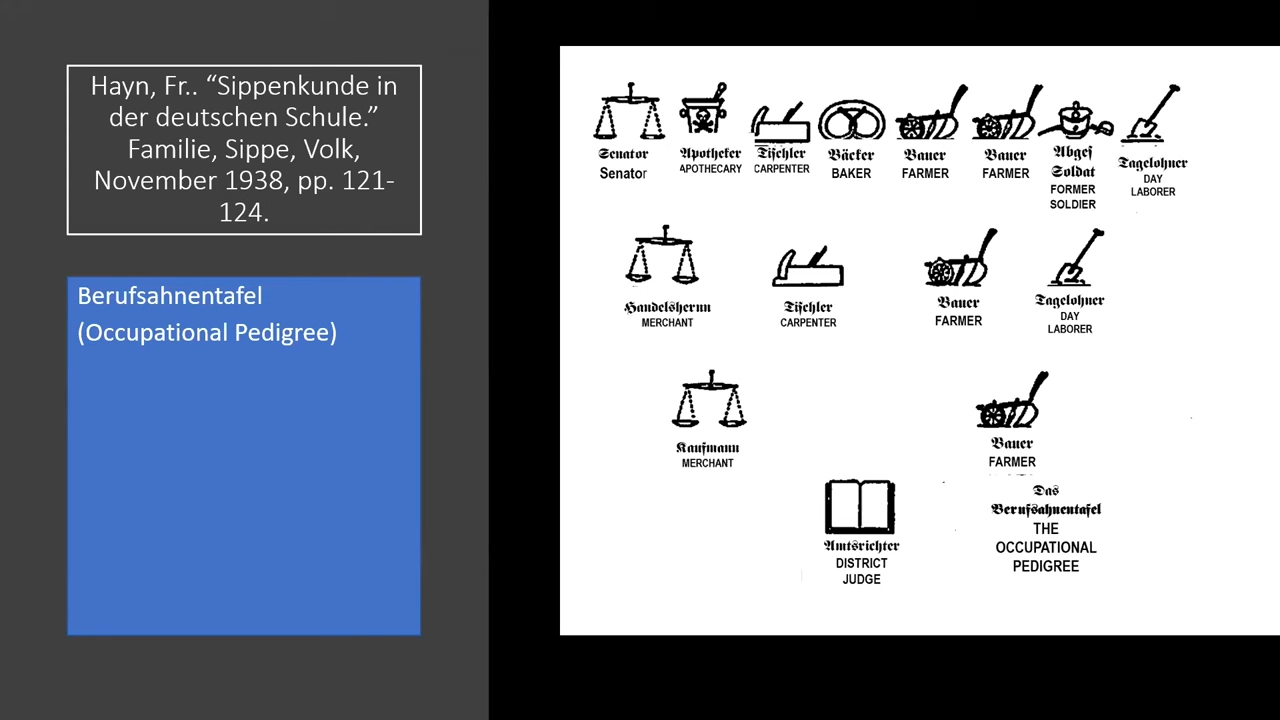 Hayn, Fr.. “Sippenkunde in
der deutschen Schule.”
Familie, Sippe, Volk,
November 1938, pp. 121-
124.
Berufsahnentafel
(Occupational Pedigree)
Senator
Senator
Apotheker
APOTHECARY
Tischler
CARPENTER
Bäcker
BAKER
Bauer
FARMER
Bauer
FARMER
Abges
Soldat
FORMER
SOLDIER
Tagelohner
DAY
LABORER
Handelsherrn
MERCHANT
Tischler
CARPENTER
Bauer
FARMER
Tagelohner
DAY
LABORER
Kaufmann
MERCHANT
Bauer
FARMER
Amtsrichter
DISTRICT
JUDGE
Das
Berufsahnentafel
THE
OCCUPATIONAL
PEDIGREE